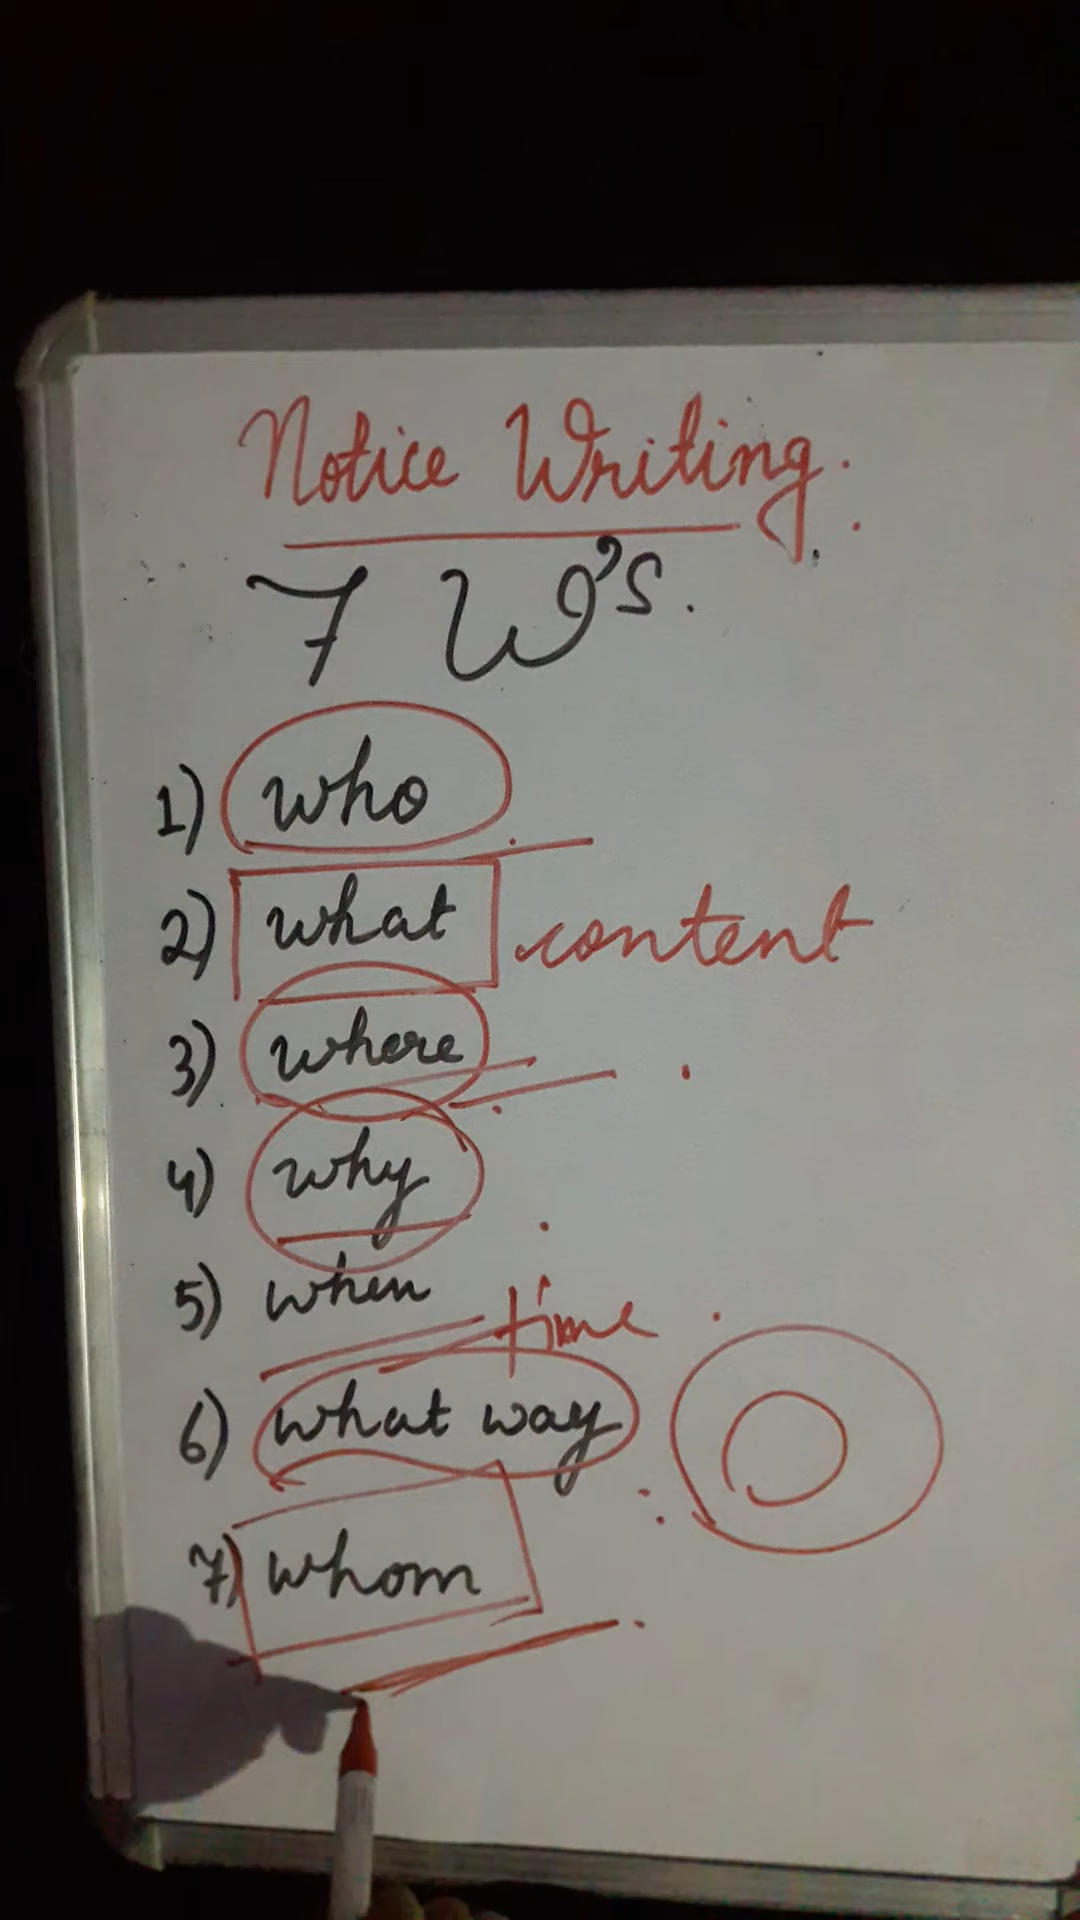 Notice Writing.
7 W's.
1) who
2) what content
3) where
4) why
5) when time
6) what way
7) whom